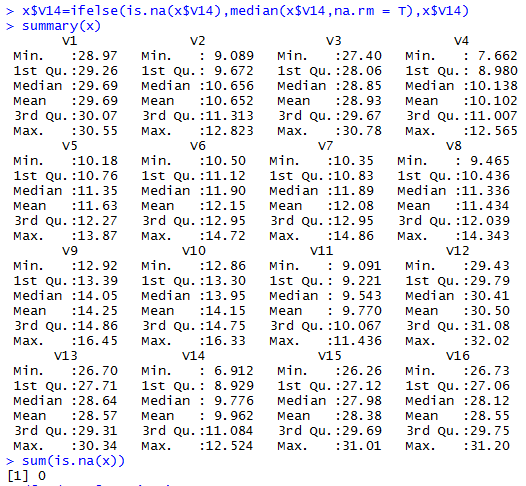 > x$V14=ifelse(is.na(x$V14),median(x$V14,na.rm = T),x$V14)
> summary(x)
V1 V2 V3 V4
Min. :28.97 Min. : 9.089 Min. :27.40 Min. : 7.662
1st Qu.:29.26 1st Qu.: 9.672 1st Qu.:28.06 1st Qu.: 8.980
Median :29.69 Median :10.656 Median :28.85 Median :10.138
Mean :29.69 Mean :10.652 Mean :28.93 Mean :10.102
3rd Qu.:30.07 3rd Qu.:11.313 3rd Qu.:29.67 3rd Qu.:11.007
Max. :30.55 Max. :12.823 Max. :30.78 Max. :12.565
V5 V6 V7 V8
Min. :10.18 Min. :10.50 Min. :10.35 Min. : 9.465
1st Qu.:10.76 1st Qu.:11.12 1st Qu.:10.83 1st Qu.:10.436
Median :11.35 Median :11.90 Median :11.89 Median :11.336
Mean :11.63 Mean :12.15 Mean :12.08 Mean :11.434
3rd Qu.:12.27 3rd Qu.:12.95 3rd Qu.:12.95 3rd Qu.:12.039
Max. :13.87 Max. :14.72 Max. :14.86 Max. :14.343
V9 V10 V11 V12
Min. :12.92 Min. :12.86 Min. : 9.091 Min. :29.43
1st Qu.:13.39 1st Qu.:13.30 1st Qu.: 9.221 1st Qu.:29.79
Median :14.05 Median :13.95 Median : 9.543 Median :30.41
Mean :14.25 Mean :14.15 Mean : 9.770 Mean :30.50
3rd Qu.:14.86 3rd Qu.:14.75 3rd Qu.:10.067 3rd Qu.:31.08
Max. :16.45 Max. :16.33 Max. :11.436 Max. :32.02
V13 V14 V15 V16
Min. :26.70 Min. : 6.912 Min. :26.26 Min. :26.73
1st Qu.:27.71 1st Qu.: 8.929 1st Qu.:27.12 1st Qu.:27.06
Median :28.64 Median : 9.776 Median :27.98 Median :28.12
Mean :28.57 Mean : 9.962 Mean :28.38 Mean :28.55
3rd Qu.:29.31 3rd Qu.:11.084 3rd Qu.:29.69 3rd Qu.:29.75
Max. :30.34 Max. :12.524 Max. :31.01 Max. :31.20
> sum(is.na(x))
[1] 0